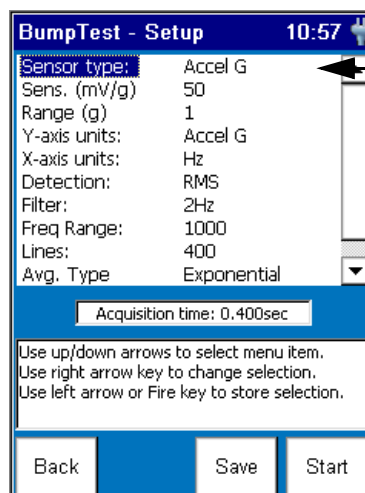 BumpTest - Setup 10:57
Sensor type: Accel G
Sens. (mV/g) 50
Range (g) 1
Y-axis units: Accel G
X-axis units: Hz
Detection: RMS
Filter: 2Hz
Freq Range: 1000
Lines: 400
Avg. Type Exponential
Acquisition time: 0.400sec
Use up/down arrows to select menu item.
Use right arrow key to change selection.
Use left arrow or Fire key to store selection.
Back Save Start